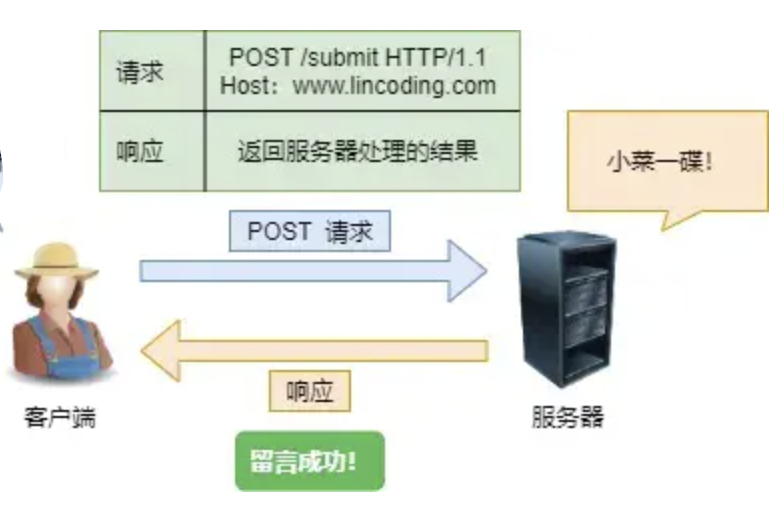 请求
POST /submit HTTP/1.1
Host：www.lincoding.com
响应
返回服务器处理的结果
小菜一碟！
POST 请求
响应
客户端
服务器
留言成功！